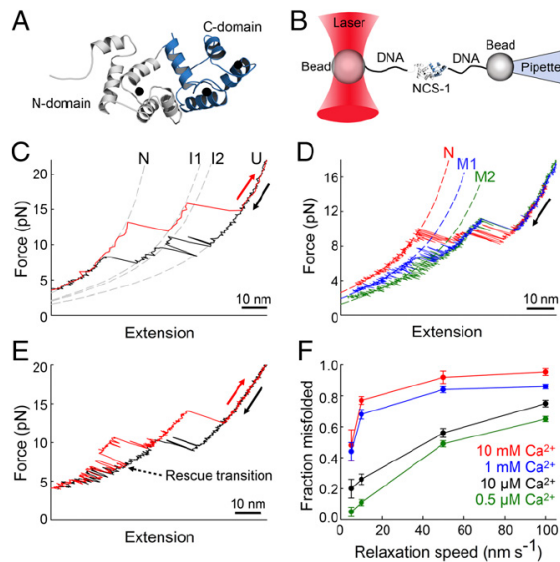 A
C-domain
N-domain
B
Laser
Bead
DNA
NCS-1
DNA
Bead
Pipette
C
N
I1
I2
U
Force (pN)
20
15
10
5
0
10 nm
Extension
D
N
M1
M2
Force (pN)
16
12
8
4
0
10 nm
Extension
E
Force (pN)
20
15
10
5
0
Rescue transition
10 nm
Extension
F
Fraction misfolded
1.0
0.8
0.6
0.4
0.2
0.0
10 mM Ca²⁺
1 mM Ca²⁺
10 µM Ca²⁺
0.5 µM Ca²⁺
0 20 40 60 80 100
Relaxation speed (nm s⁻¹)